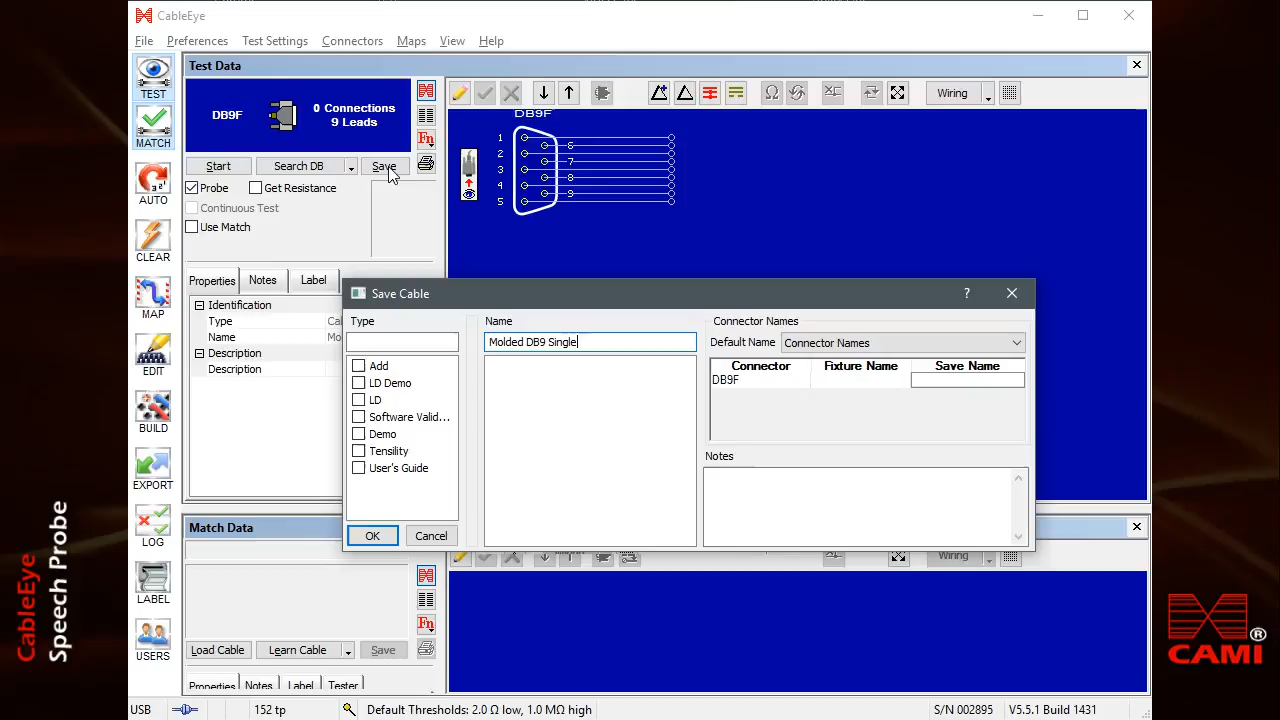 CableEye
File Preferences Test Settings Connectors Maps View Help
TEST
MATCH
AUTO
CLEAR
MAP
EDIT
BUILD
EXPORT
LOG
LABEL
USERS
Test Data
DB9F
0 Connections
9 Leads
Fn
Start Search DB Save
Probe Get Resistance
Continuous Test
Use Match
Properties Notes Label
Identification
Type Cal
Name Mo
Description
Description
Wiring
DB9F
1
6
2
7
3
8
4
9
5
Save Cable ?
Type
Add
LD Demo
LD
Software Valid...
Demo
Tensility
User's Guide
OK Cancel
Name
Molded DB9 Single
Connector Names
Default Name Connector Names
Connector Fixture Name Save Name
DB9F
Notes
Match Data
Wiring
Fn
Load Cable Learn Cable Save
Properties Notes Label Tester
USB 152 tp Default Thresholds: 2.0 Ω low, 1.0 MΩ high S/N 002895 V5.5.1 Build 1431
CableEye
Speech Probe
CAMI ®